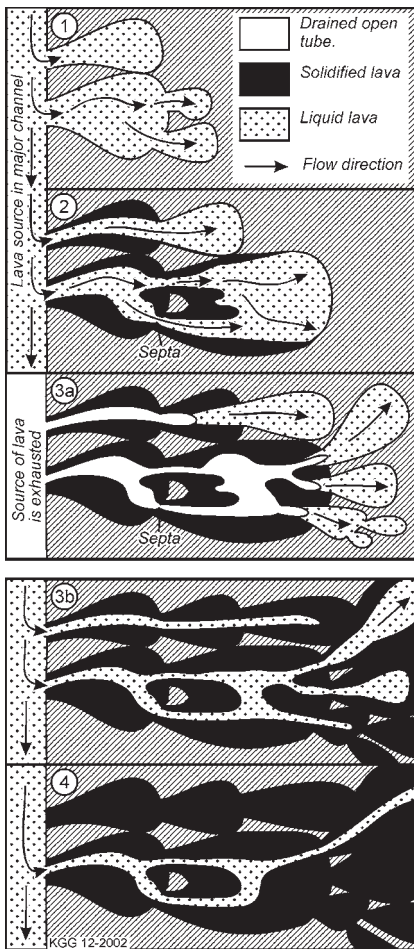 1
Drained open
tube.
Solidified lava
Liquid lava
Flow direction
Lava source in major channel
2
Septa
3a
Source of lava
is exhausted
Septa
3b
4
KGG 12-2002